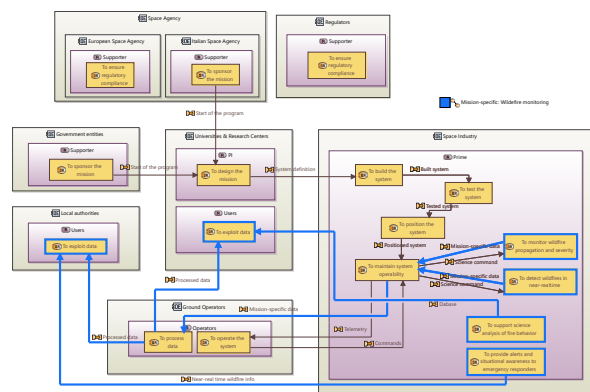 Space Agency
European Space Agency
Supporter
To ensure
regulatory
compliance
Italian Space Agency
Supporter
To sponsor
the mission
Regulators
Supporter
To ensure
regulatory
compliance
Mission-specific: Wildfire monitoring
Start of the program
Government entities
Supporter
To sponsor the
mission
Start of the program
Universities & Research Centers
PI
To design the
mission
System definition
Users
To exploit data
Local authorities
Users
To exploit data
Space Industry
Prime
To build the
system
Built system
To test the
system
Tested system
To position the
system
Positioned system
To maintain system
operability
Mission-specific data
Science command
Mission-specific data
Science command
To monitor wildfire
propagation and severity
To detect wildfires in
near-realtime
Dabase
To support science
analysis of fire behavior
To provide alerts and
situational awareness to
emergency responders
Processed data
Ground Operators
Mission-specific data
Operators
To process
data
To operate the
system
Processed data
Telemetry
Commands
Near-real time wildfire info